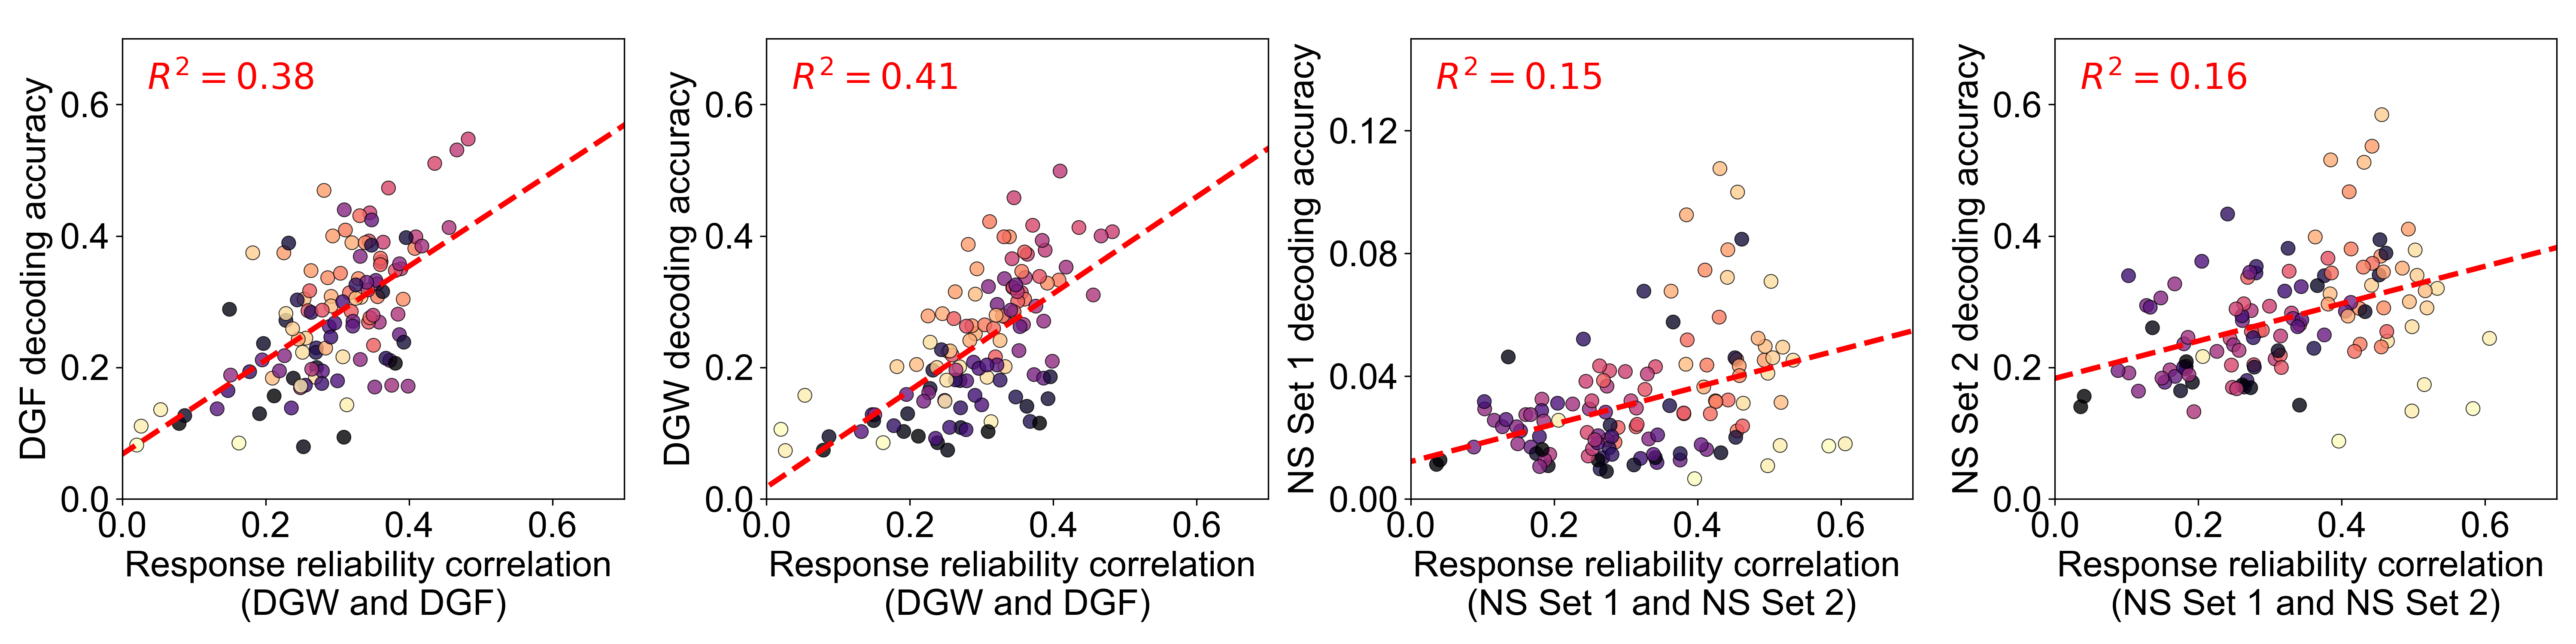 R² = 0.38
DGF decoding accuracy
0.6
0.4
0.2
0.0
0.0 0.2 0.4 0.6
Response reliability correlation
(DGW and DGF)
R² = 0.41
DGW decoding accuracy
0.6
0.4
0.2
0.0
0.0 0.2 0.4 0.6
Response reliability correlation
(DGW and DGF)
R² = 0.15
NS Set 1 decoding accuracy
0.12
0.08
0.04
0.00
0.0 0.2 0.4 0.6
Response reliability correlation
(NS Set 1 and NS Set 2)
R² = 0.16
NS Set 2 decoding accuracy
0.6
0.4
0.2
0.0
0.0 0.2 0.4 0.6
Response reliability correlation
(NS Set 1 and NS Set 2)